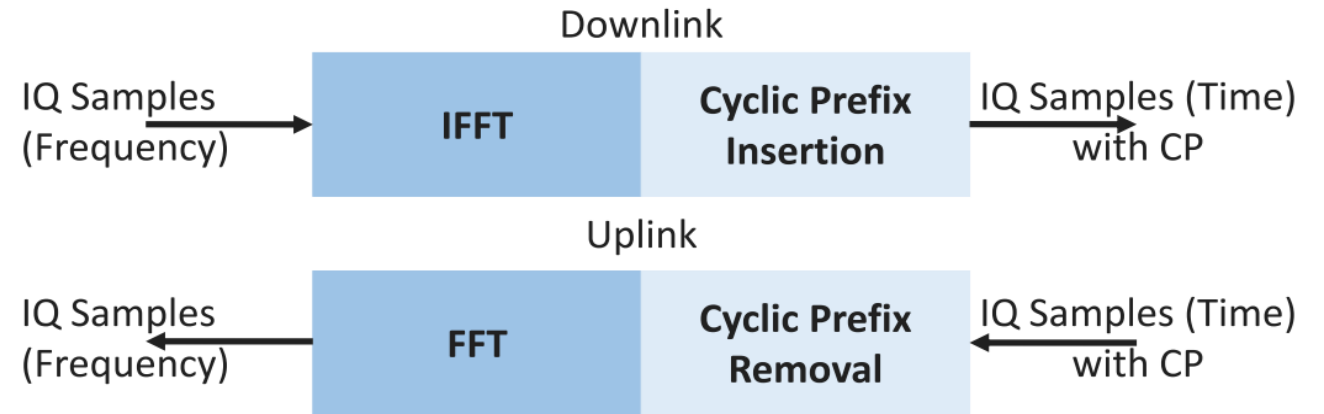 Downlink
IQ Samples
(Frequency)
IFFT
Cyclic Prefix
Insertion
IQ Samples (Time)
with CP
Uplink
IQ Samples
(Frequency)
FFT
Cyclic Prefix
Removal
IQ Samples (Time)
with CP